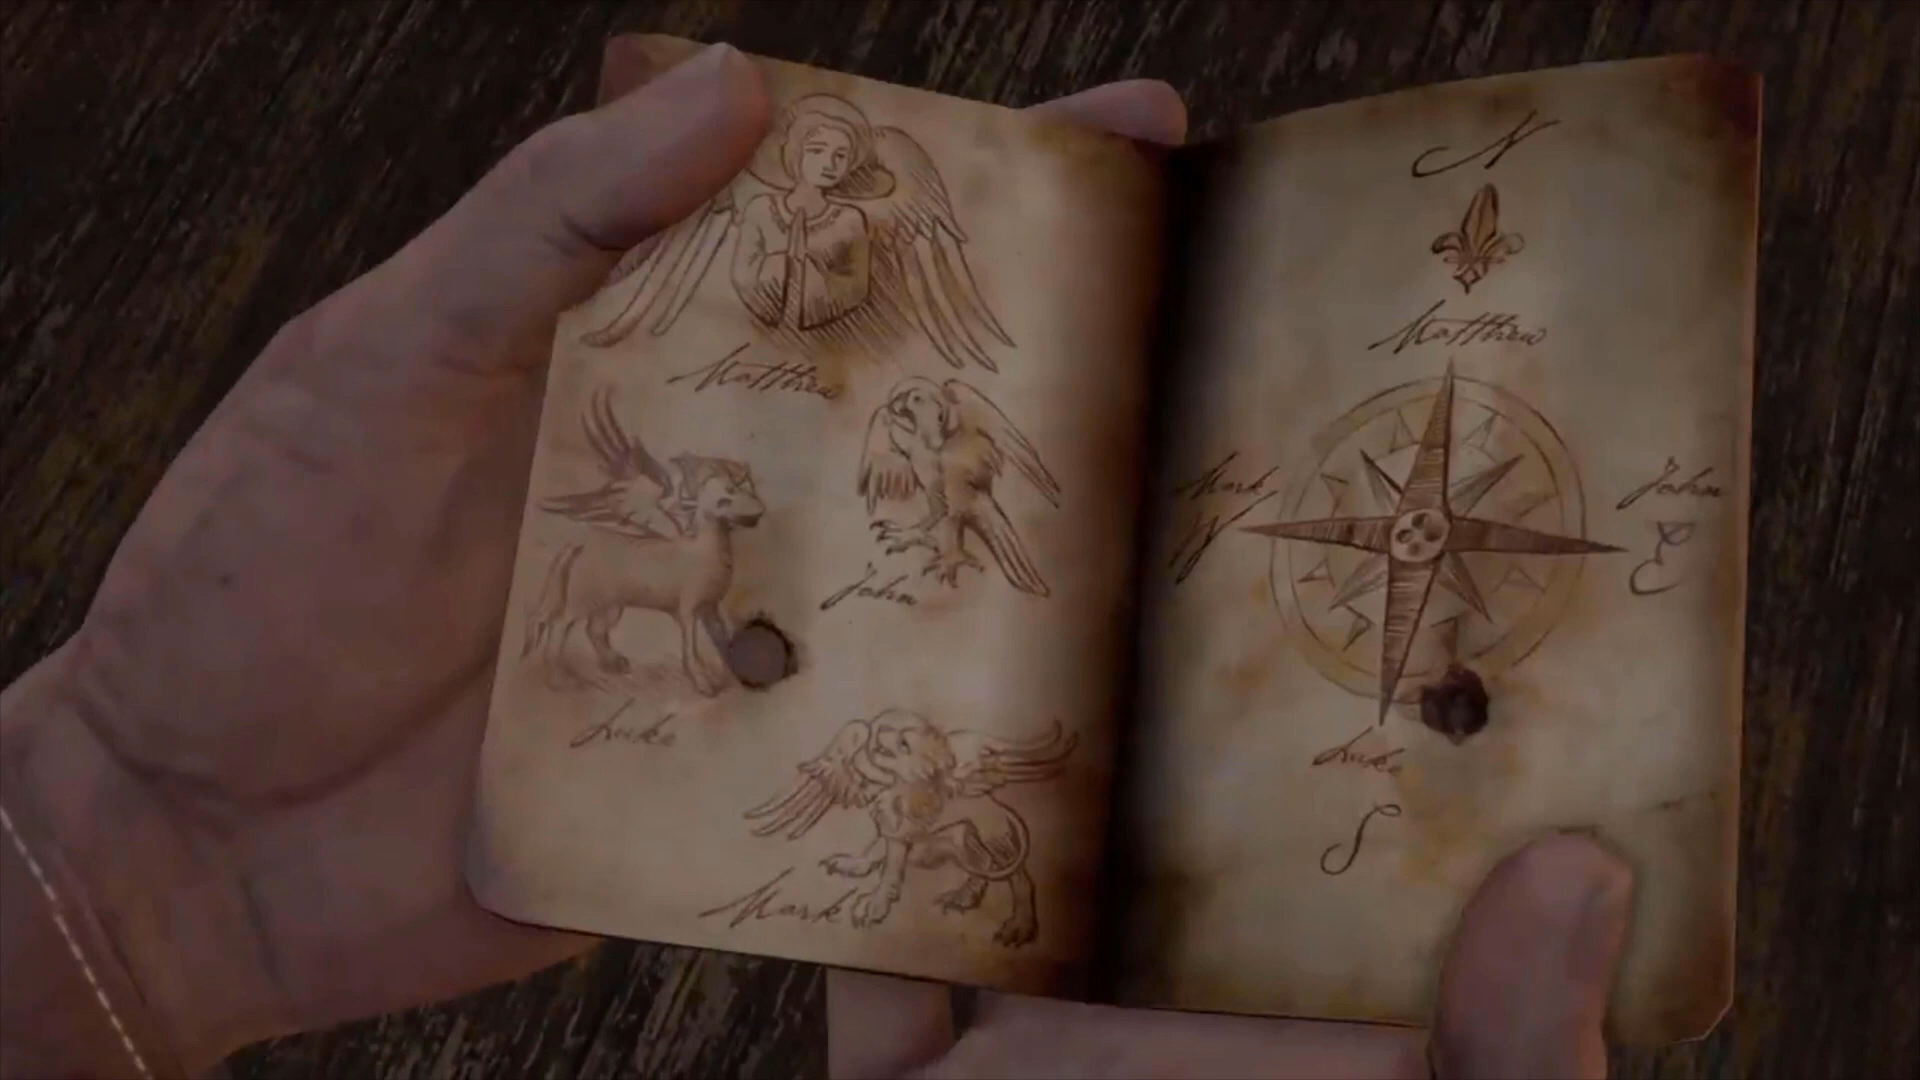 Matthew
John
Luke
Mark
N
Matthew
Mark
W
John
E
Luke
S